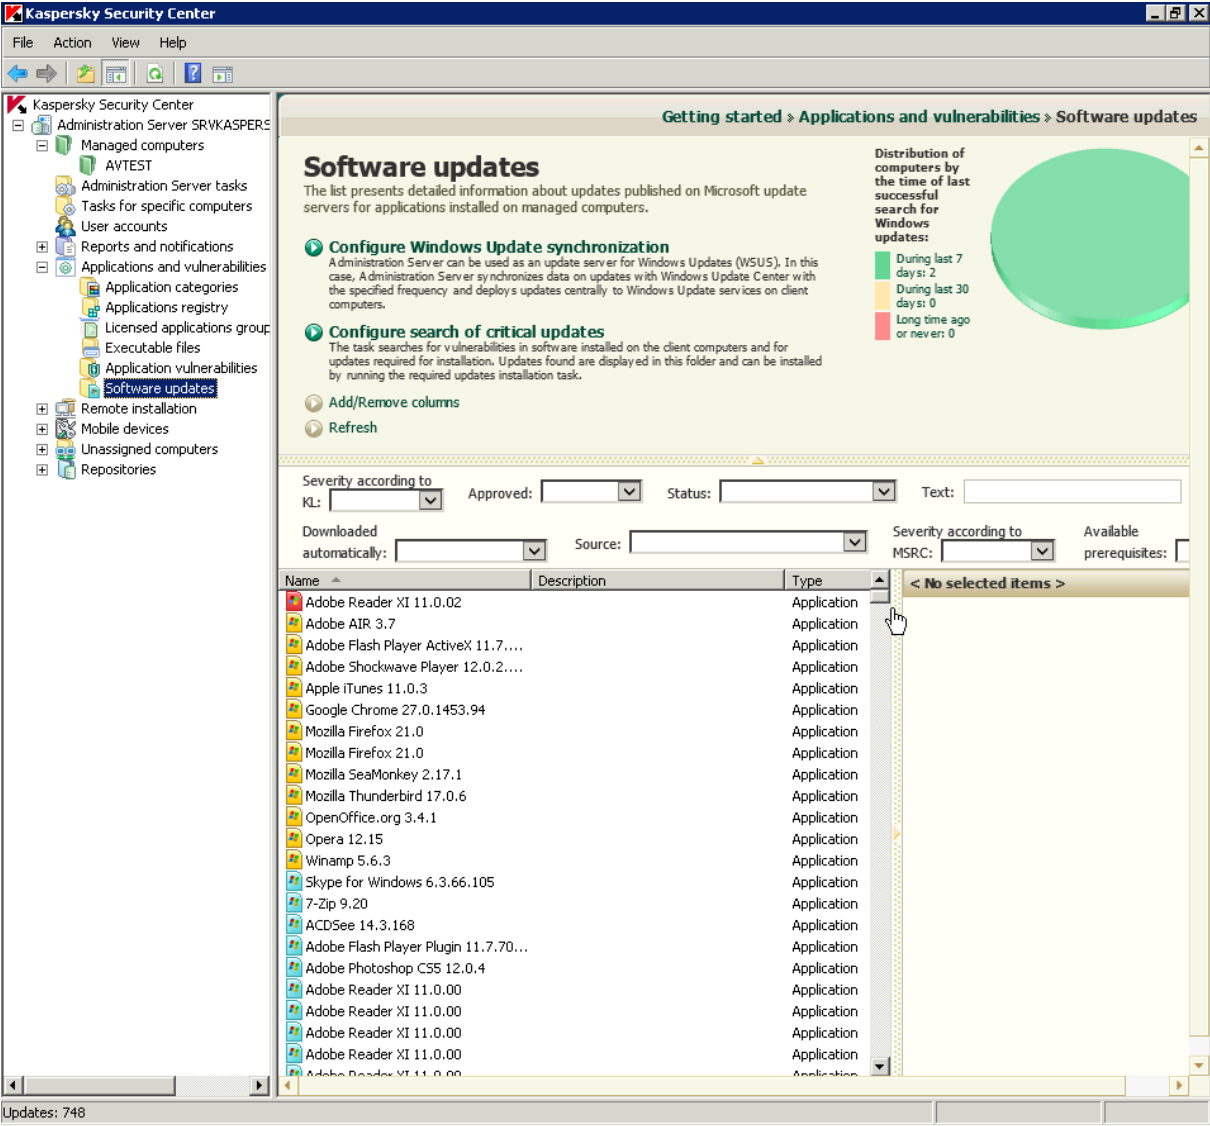 Kaspersky Security Center
File Action View Help
Kaspersky Security Center
Administration Server SRVKASPERS
Managed computers
AVTEST
Administration Server tasks
Tasks for specific computers
User accounts
Reports and notifications
Applications and vulnerabilities
Application categories
Applications registry
Licensed applications group
Executable files
Application vulnerabilities
Software updates
Remote installation
Mobile devices
Unassigned computers
Repositories
Getting started » Applications and vulnerabilities » Software updates
Software updates
The list presents detailed information about updates published on Microsoft update
servers for applications installed on managed computers.
Configure Windows Update synchronization
Administration Server can be used as an update server for Windows Updates (WSUS). In this
case, Administration Server synchronizes data on updates with Windows Update Center with
the specified frequency and deploys updates centrally to Windows Update services on client
computers.
Configure search of critical updates
The task searches for vulnerabilities in software installed on the client computers and for
updates required for installation. Updates found are displayed in this folder and can be installed
by running the required updates installation task.
Add/Remove columns
Refresh
Distribution of
computers by
the time of last
successful
search for
Windows
updates:
During last 7
days: 2
During last 30
days: 0
Long time ago
or never: 0
Severity according to
KL:
Approved:
Status:
Text:
Downloaded
automatically:
Source:
Severity according to
MSRC:
Available
prerequisites:
Name Description Type
< No selected items >
Adobe Reader XI 11.0.02 Application
Adobe AIR 3.7 Application
Adobe Flash Player ActiveX 11.7.... Application
Adobe Shockwave Player 12.0.2.... Application
Apple iTunes 11.0.3 Application
Google Chrome 27.0.1453.94 Application
Mozilla Firefox 21.0 Application
Mozilla Firefox 21.0 Application
Mozilla SeaMonkey 2.17.1 Application
Mozilla Thunderbird 17.0.6 Application
OpenOffice.org 3.4.1 Application
Opera 12.15 Application
Winamp 5.6.3 Application
Skype for Windows 6.3.66.105 Application
7-Zip 9.20 Application
ACDSee 14.3.168 Application
Adobe Flash Player Plugin 11.7.70... Application
Adobe Photoshop CS5 12.0.4 Application
Adobe Reader XI 11.0.00 Application
Adobe Reader XI 11.0.00 Application
Adobe Reader XI 11.0.00 Application
Adobe Reader XI 11.0.00 Application
Adobe Reader XI 11.0.00 Application
Updates: 748